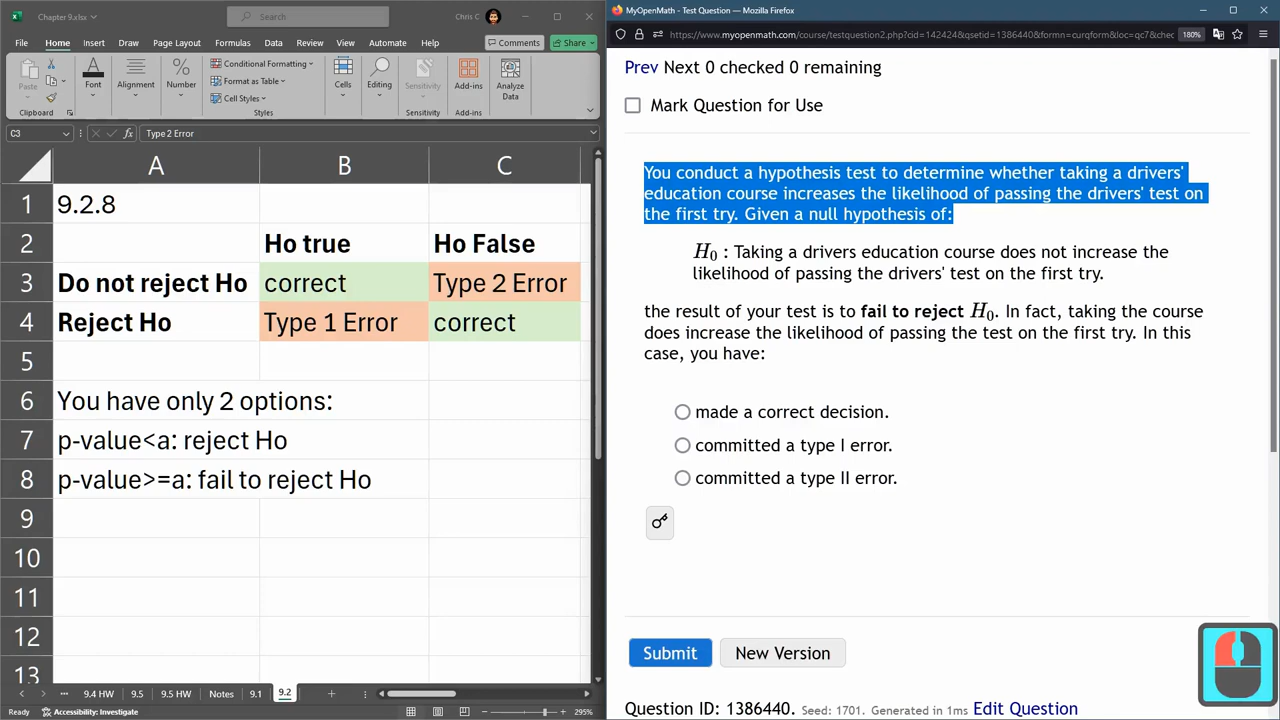 Chapter 9.xlsx
Search
Chris C
File Home Insert Draw Page Layout Formulas Data Review View Automate Help Comments Share
Paste
Clipboard
Font
Alignment
Number
Conditional Formatting
Format as Table
Cell Styles
Styles
Cells
Editing
Sensitivity
Sensitivity
Add-ins
Add-ins
Analyze
Data
C3
fx
Type 2 Error
A B C
1 9.2.8
2 Ho true Ho False
3 Do not reject Ho correct Type 2 Error
4 Reject Ho Type 1 Error correct
5
6 You have only 2 options:
7 p-value<a: reject Ho
8 p-value>=a: fail to reject Ho
9
10
11
12
13
... 9.4 HW 9.5 9.5 HW Notes 9.1 9.2 +
Ready Accessibility: Investigate 295%
MyOpenMath - Test Question — Mozilla Firefox
https://www.myopenmath.com/course/testquestion2.php?cid=142424&qsetid=1386440&formn=curqform&loc=qc7&chec
180%
Prev Next 0 checked 0 remaining
Mark Question for Use
You conduct a hypothesis test to determine whether taking a drivers'
education course increases the likelihood of passing the drivers' test on
the first try. Given a null hypothesis of:
H0 : Taking a drivers education course does not increase the
likelihood of passing the drivers' test on the first try.
the result of your test is to fail to reject H0. In fact, taking the course
does increase the likelihood of passing the test on the first try. In this
case, you have:
made a correct decision.
committed a type I error.
committed a type II error.
Submit New Version
Question ID: 1386440. Seed: 1701. Generated in 1ms Edit Question